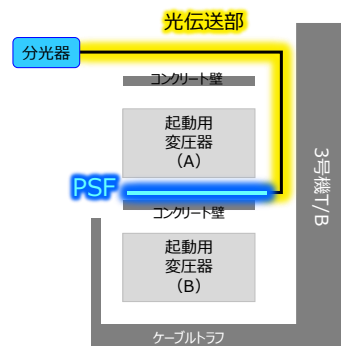 光伝送部
分光器
コンクリート壁
起動用
変圧器
（A）
PSF
コンクリート壁
起動用
変圧器
（B）
3号機T/B
ケーブルトラフ